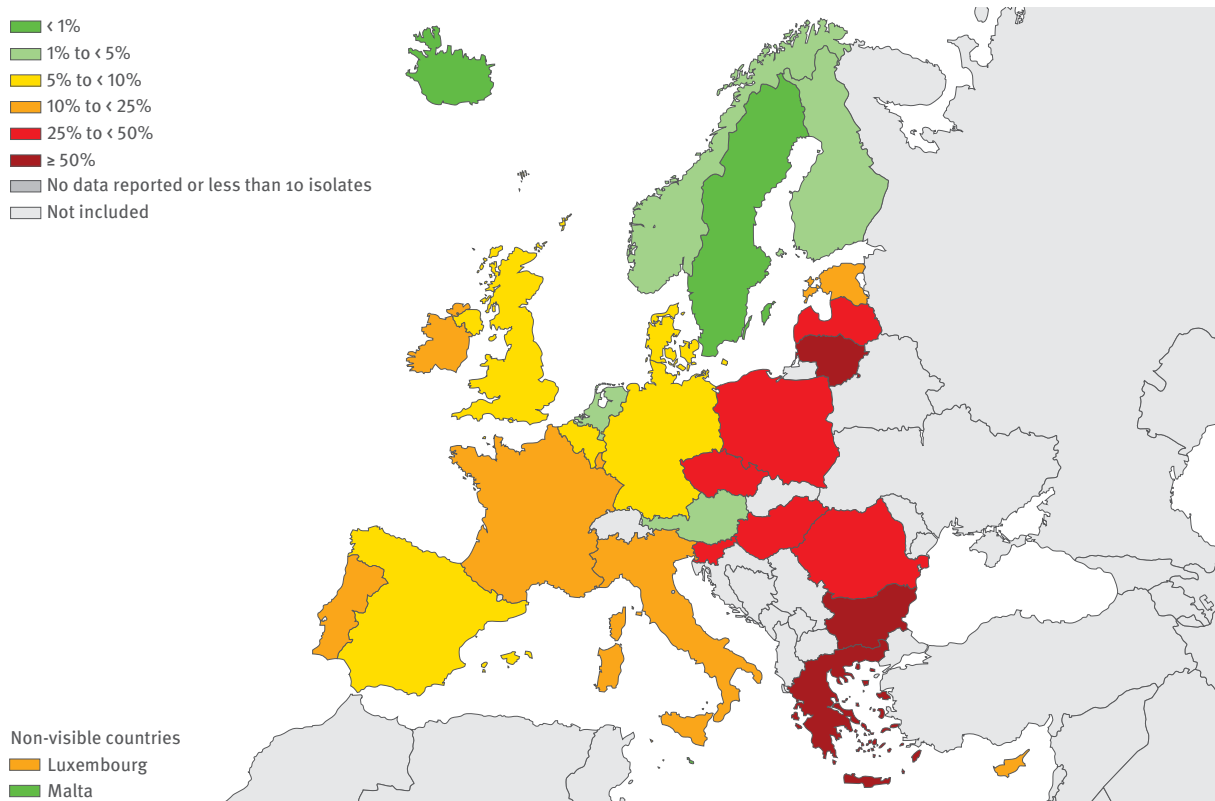 < 1%
1% to < 5%
5% to < 10%
10% to < 25%
25% to < 50%
≥ 50%
No data reported or less than 10 isolates
Not included
Non-visible countries
Luxembourg
Malta